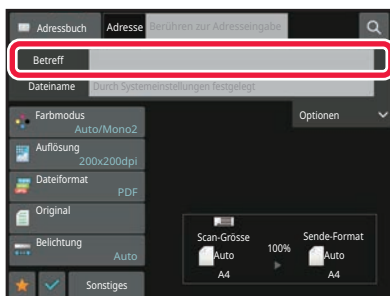 Adressbuch Adresse Berühren zur Adresseingabe
Betreff
Dateiname Durch Systemeinstellungen festgelegt
Farbmodus
Auto/Mono2
Optionen
Auflösung
200x200dpi
Dateiformat
PDF
Original
Belichtung
Auto
Scan-Grösse
Auto
A4
100%
Sende-Format
Auto
A4
Sonstiges